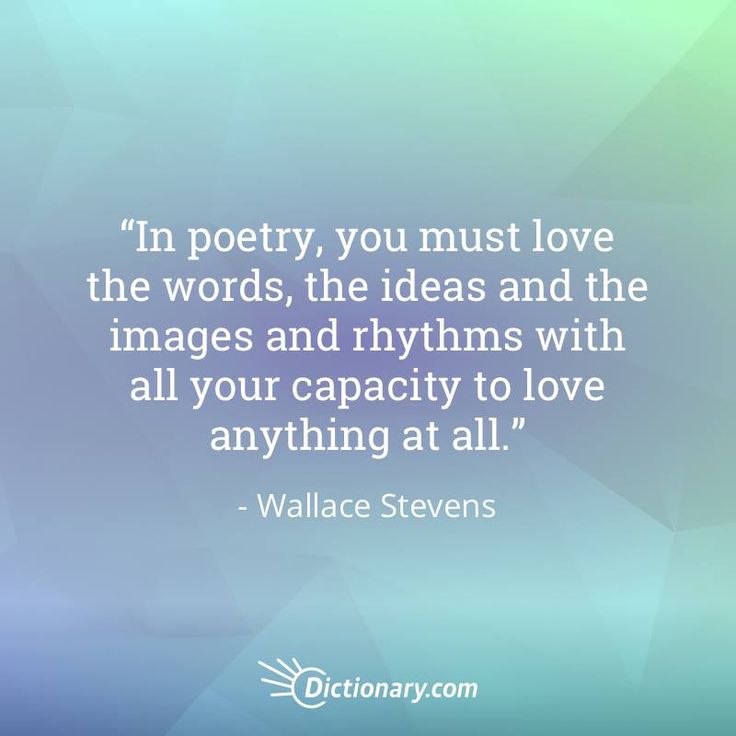 “In poetry, you must love
the words, the ideas and the
images and rhythms with
all your capacity to love
anything at all.”
- Wallace Stevens
Dictionary.com